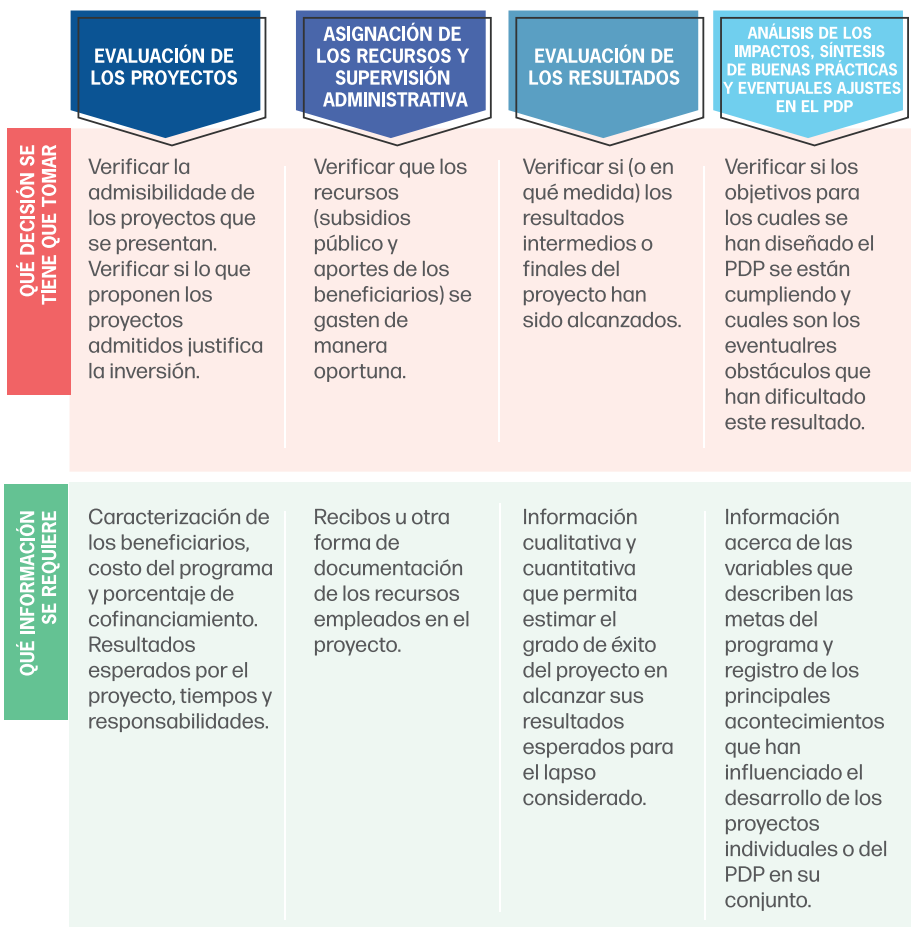 EVALUACIÓN DE
LOS PROYECTOS
ASIGNACIÓN DE
LOS RECURSOS Y
SUPERVISIÓN
ADMINISTRATIVA
EVALUACIÓN DE
LOS RESULTADOS
ANÁLISIS DE LOS
IMPACTOS, SÍNTESIS
DE BUENAS PRÁCTICAS
Y EVENTUALES AJUSTES
EN EL PDP
QUÉ DECISIÓN SE
TIENE QUE TOMAR
Verificar la
admisibilidade de
los proyectos que
se presentan.
Verificar si lo que
proponen los
proyectos
admitidos justifica
la inversión.
Verificar que los
recursos
(subsidios
público y
aportes de los
beneficiarios) se
gasten de
manera
oportuna.
Verificar si (o en
qué medida) los
resultados
intermedios o
finales del
proyecto han
sido alcanzados.
Verificar si los
objetivos para
los cuales se
han diseñado el
PDP se están
cumpliendo y
cuales son los
eventualres
obstáculos que
han dificultado
este resultado.
QUÉ INFORMACIÓN
SE REQUIERE
Caracterización de
los beneficiarios,
costo del programa
y porcentaje de
cofinanciamiento.
Resultados
esperados por el
proyecto, tiempos y
responsabilidades.
Recibos u otra
forma de
documentación
de los recursos
empleados en el
proyecto.
Información
cualitativa y
cuantitativa
que permita
estimar el
grado de éxito
del proyecto en
alcanzar sus
resultados
esperados para
el lapso
considerado.
Información
acerca de las
variables que
describen las
metas del
programa y
registro de los
principales
acontecimientos
que han
influenciado el
desarrollo de los
proyectos
individuales o del
PDP en su
conjunto.